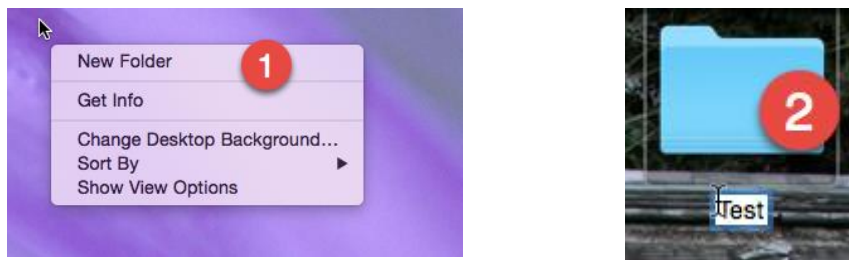 New Folder
1
Get Info
Change Desktop Background...
Sort By
Show View Options
2
Test